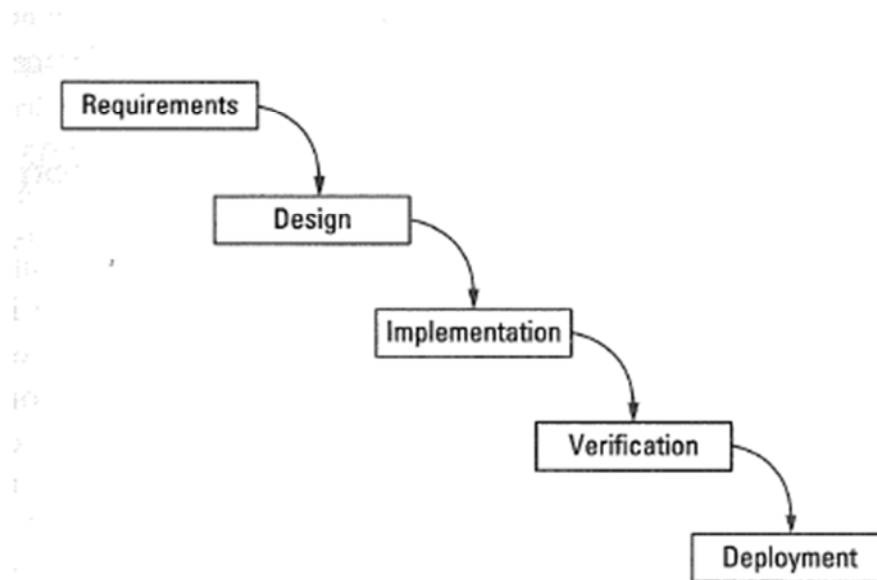 Requirements
Design
Implementation
Verification
Deployment